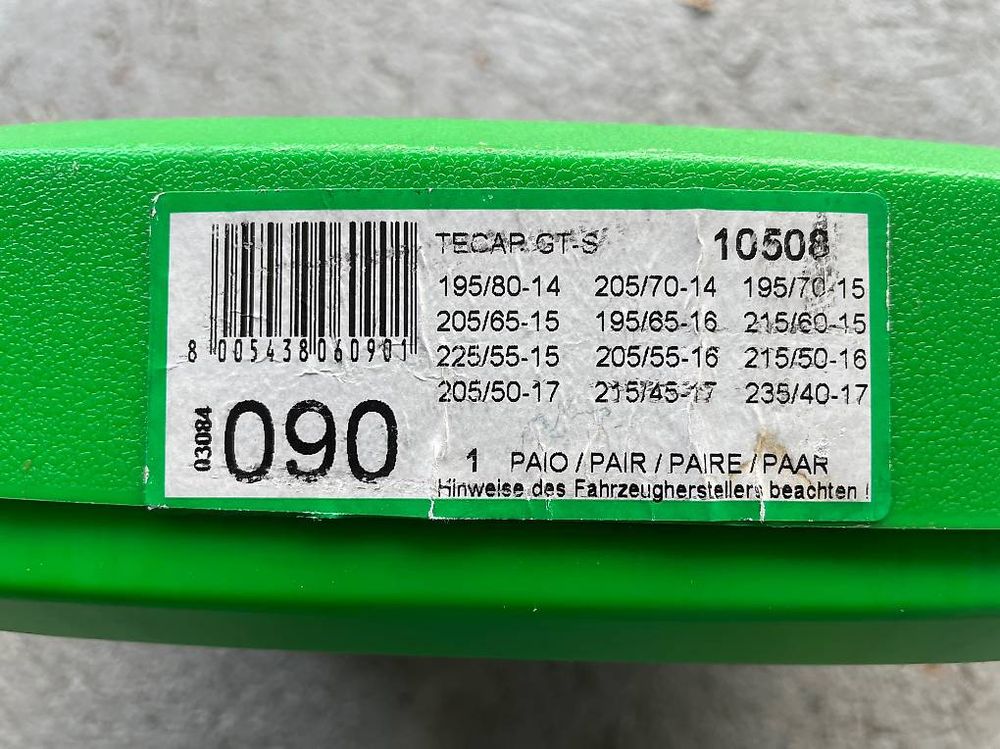 TECAR GT-S 10508
195/80-14 205/70-14 195/70-15
205/65-15 195/65-16 215/60-15
225/55-15 205/55-16 215/50-16
205/50-17 215/45-17 235/40-17
8 005438 060901
03084
090
1 PAIO / PAIR / PAIRE / PAAR
Hinweise des Fahrzeugherstellers beachten !